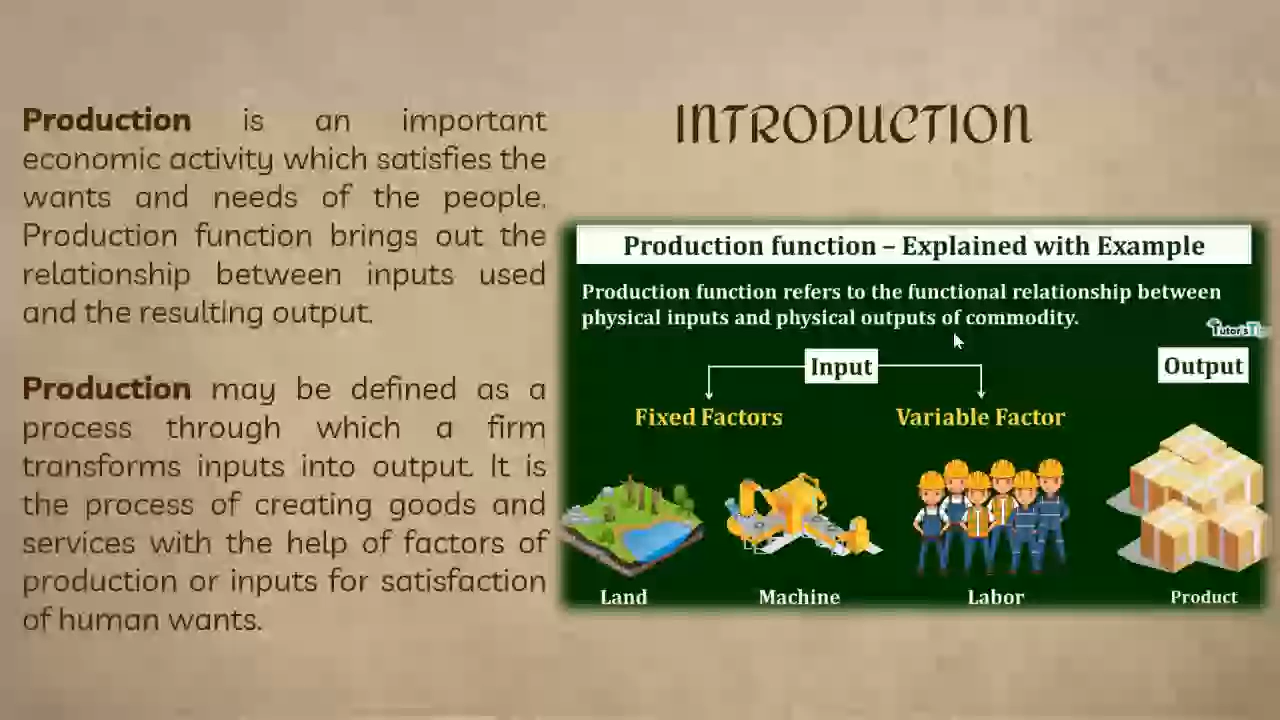 INTRODUCTION
Production is an important
economic activity which satisfies the
wants and needs of the people.
Production function brings out the
relationship between inputs used
and the resulting output.
Production may be defined as a
process through which a firm
transforms inputs into output. It is
the process of creating goods and
services with the help of factors of
production or inputs for satisfaction
of human wants.
Production function – Explained with Example
Production function refers to the functional relationship between
physical inputs and physical outputs of commodity.
Tutor's
Input
Output
Fixed Factors
Variable Factor
Land
Machine
Labor
Product